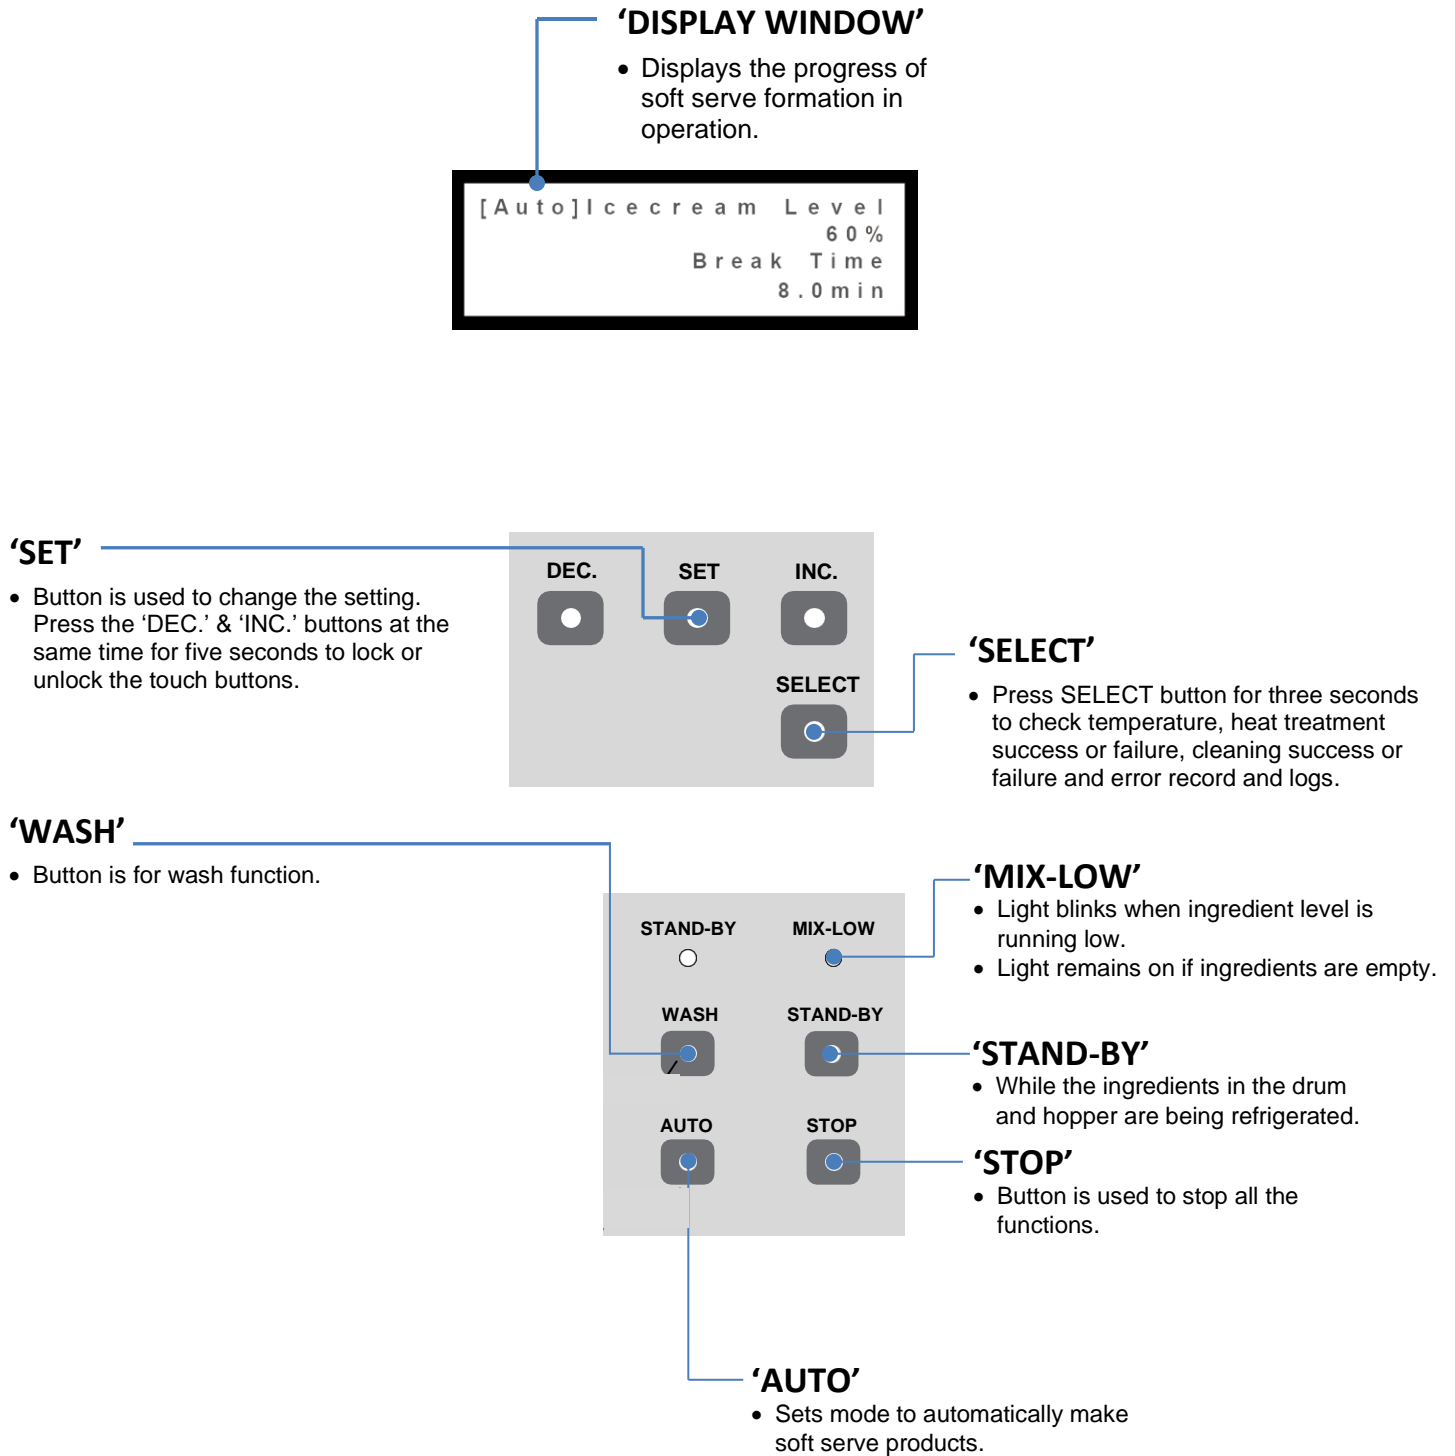 ‘DISPLAY WINDOW’
• Displays the progress of
soft serve formation in
operation.
[Auto]Icecream Level
60%
Break Time
8.0min
‘SET’
• Button is used to change the setting.
Press the ‘DEC.’ & ‘INC.’ buttons at the
same time for five seconds to lock or
unlock the touch buttons.
DEC. SET INC.
SELECT
‘SELECT’
• Press SELECT button for three seconds
to check temperature, heat treatment
success or failure, cleaning success or
failure and error record and logs.
‘WASH’
• Button is for wash function.
STAND-BY MIX-LOW
WASH STAND-BY
AUTO STOP
‘MIX-LOW’
• Light blinks when ingredient level is
running low.
• Light remains on if ingredients are empty.
‘STAND-BY’
• While the ingredients in the drum
and hopper are being refrigerated.
‘STOP’
• Button is used to stop all the
functions.
‘AUTO’
• Sets mode to automatically make
soft serve products.